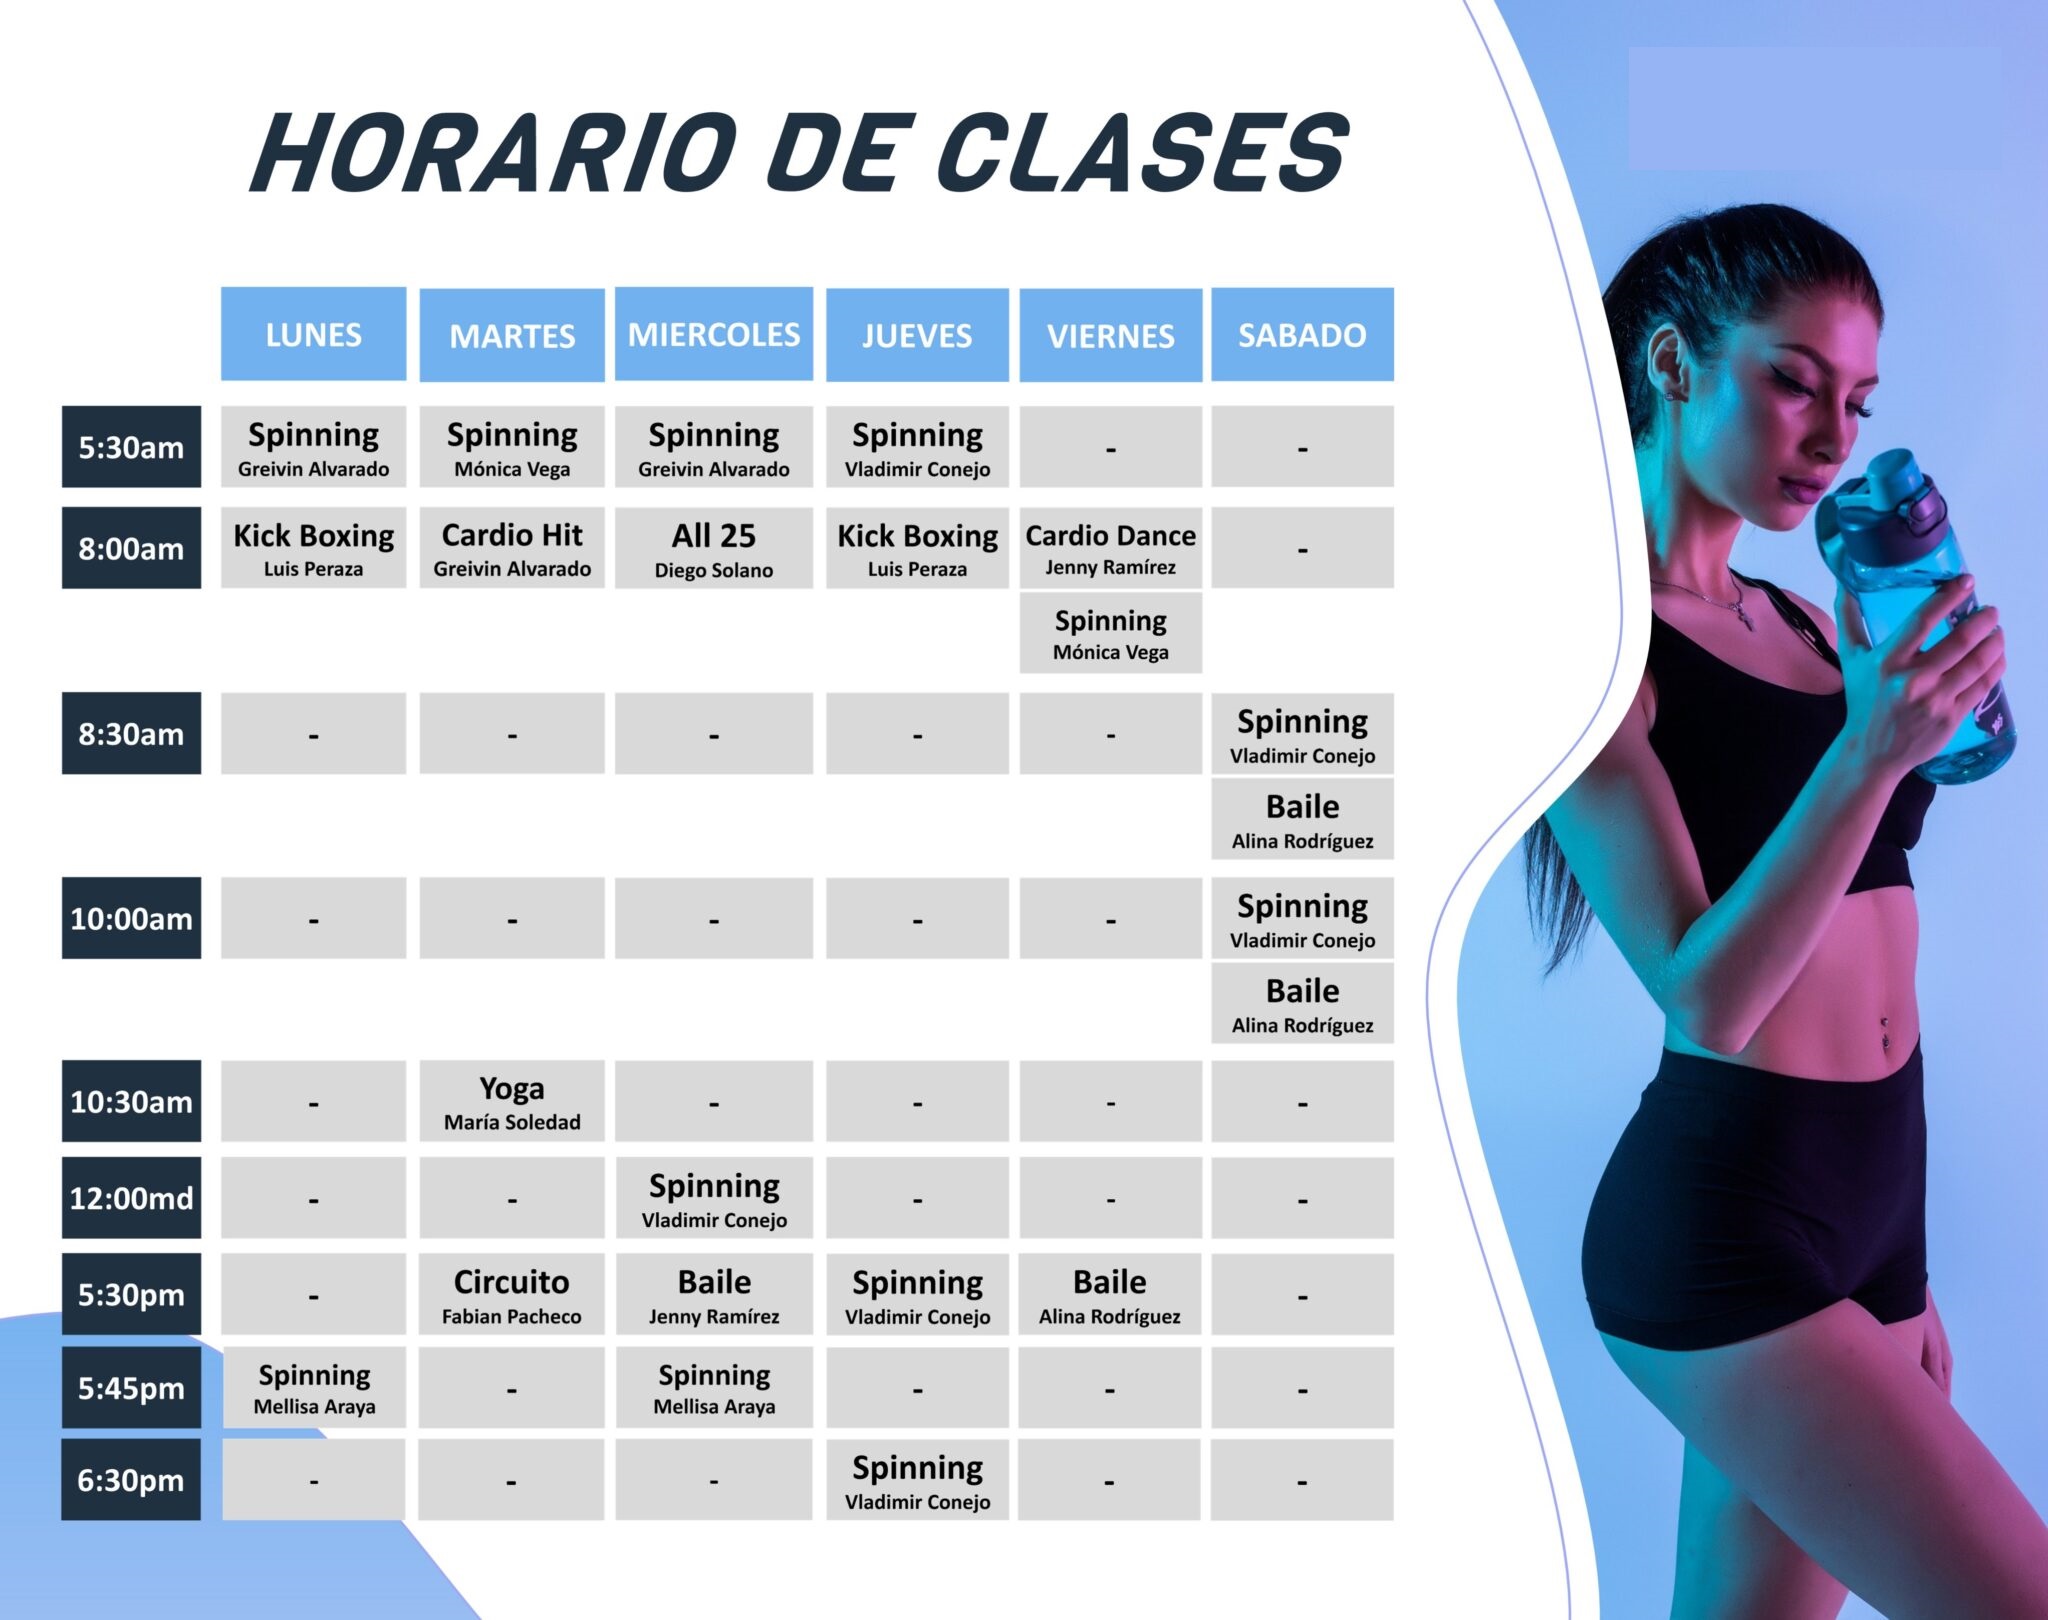 HORARIO DE CLASES
LUNES MARTES MIERCOLES JUEVES VIERNES SABADO
5:30am Spinning Spinning Spinning Spinning - -
Greivin Alvarado Mónica Vega Greivin Alvarado Vladimir Conejo
8:00am Kick Boxing Cardio Hit All 25 Kick Boxing Cardio Dance -
Luis Peraza Greivin Alvarado Diego Solano Luis Peraza Jenny Ramírez
Spinning
Mónica Vega
8:30am - - - - - Spinning
Vladimir Conejo
Baile
Alina Rodríguez
10:00am - - - - - Spinning
Vladimir Conejo
Baile
Alina Rodríguez
10:30am - Yoga - - - -
María Soledad
12:00md - - Spinning - - -
Vladimir Conejo
5:30pm - Circuito Baile Spinning Baile -
Fabian Pacheco Jenny Ramírez Vladimir Conejo Alina Rodríguez
5:45pm Spinning - Spinning - - -
Mellisa Araya Mellisa Araya
6:30pm - - - Spinning - -
Vladimir Conejo